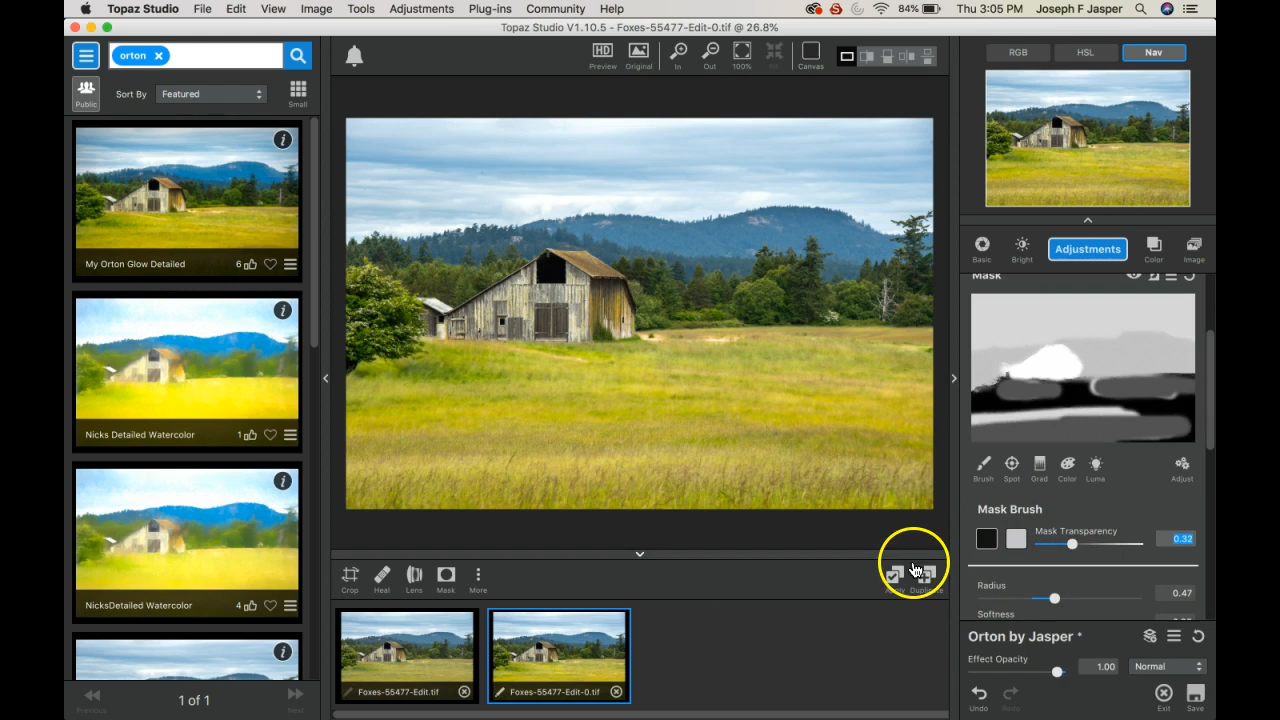 Topaz Studio File Edit View Image Tools Adjustments Plug-ins Community Help 84% Thu 3:05 PM Joseph F Jasper
Topaz Studio V1.10.5 - Foxes-55477-Edit-0.tif @ 26.8%
orton
Public Sort By Featured Small
My Orton Glow Detailed 6
Nicks Detailed Watercolor 1
NicksDetailed Watercolor 4
Previous 1 of 1 Next
Preview Original In Out 100% Fit Canvas
Crop Heal Lens Mask More Apply Duplicate
Foxes-55477-Edit.tif Foxes-55477-Edit-0.tif
RGB HSL Nav
Basic Bright Adjustments Color Image
Mask
Brush Spot Grad Color Luma Adjust
Mask Brush
Mask Transparency 0.32
Radius 0.47
Softness
Orton by Jasper *
Effect Opacity 1.00 Normal
Undo Redo Exit Save